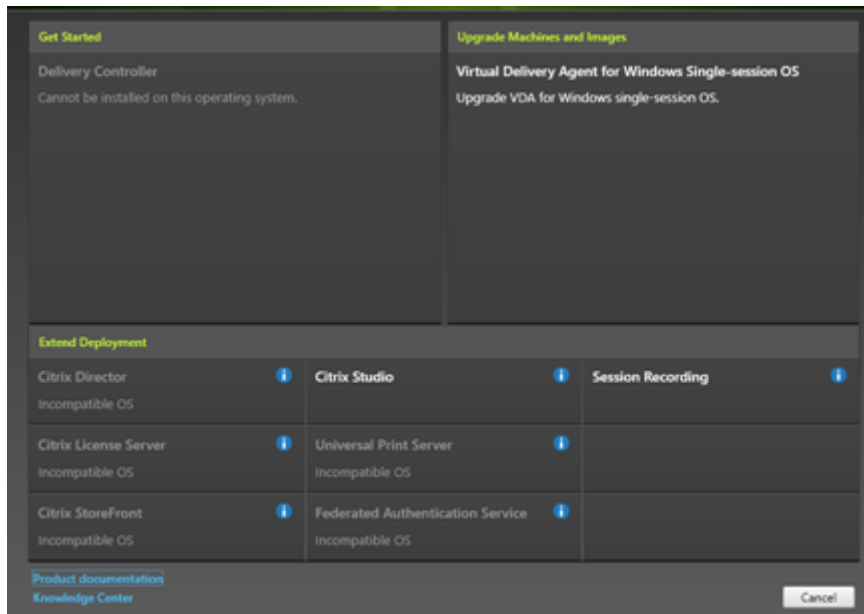 Get Started
Delivery Controller
Cannot be installed on this operating system.
Upgrade Machines and Images
Virtual Delivery Agent for Windows Single-session OS
Upgrade VDA for Windows single-session OS.
Extend Deployment
Citrix Director
Incompatible OS
Citrix Studio
Session Recording
Citrix License Server
Incompatible OS
Universal Print Server
Incompatible OS
Citrix StoreFront
Incompatible OS
Federated Authentication Service
Incompatible OS
Product documentation
Knowledge Center
Cancel